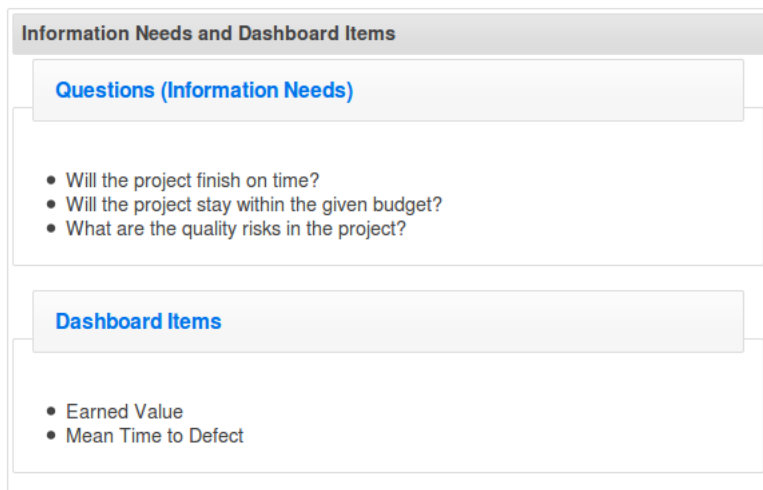 Information Needs and Dashboard Items
Questions (Information Needs)
Will the project finish on time?
Will the project stay within the given budget?
What are the quality risks in the project?
Dashboard Items
Earned Value
Mean Time to Defect